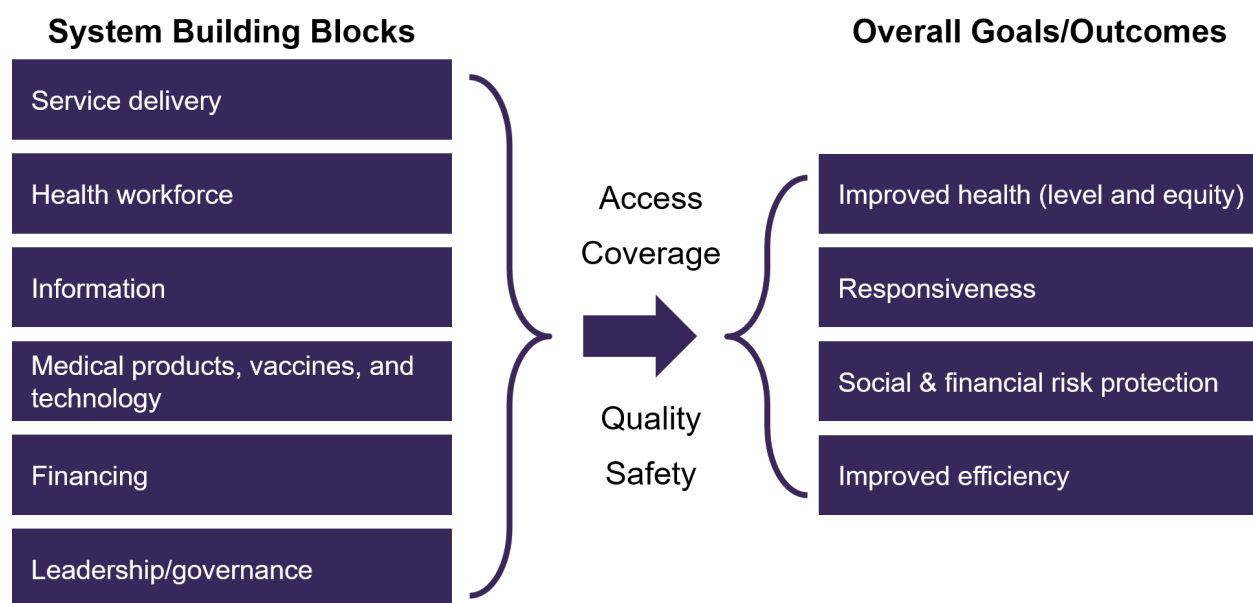 System Building Blocks
Service delivery
Health workforce
Information
Medical products, vaccines, and
technology
Financing
Leadership/governance
Access
Coverage
Quality
Safety
Overall Goals/Outcomes
Improved health (level and equity)
Responsiveness
Social & financial risk protection
Improved efficiency